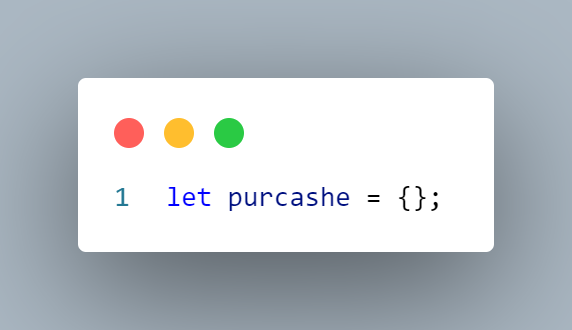 1 let purcashe = {};